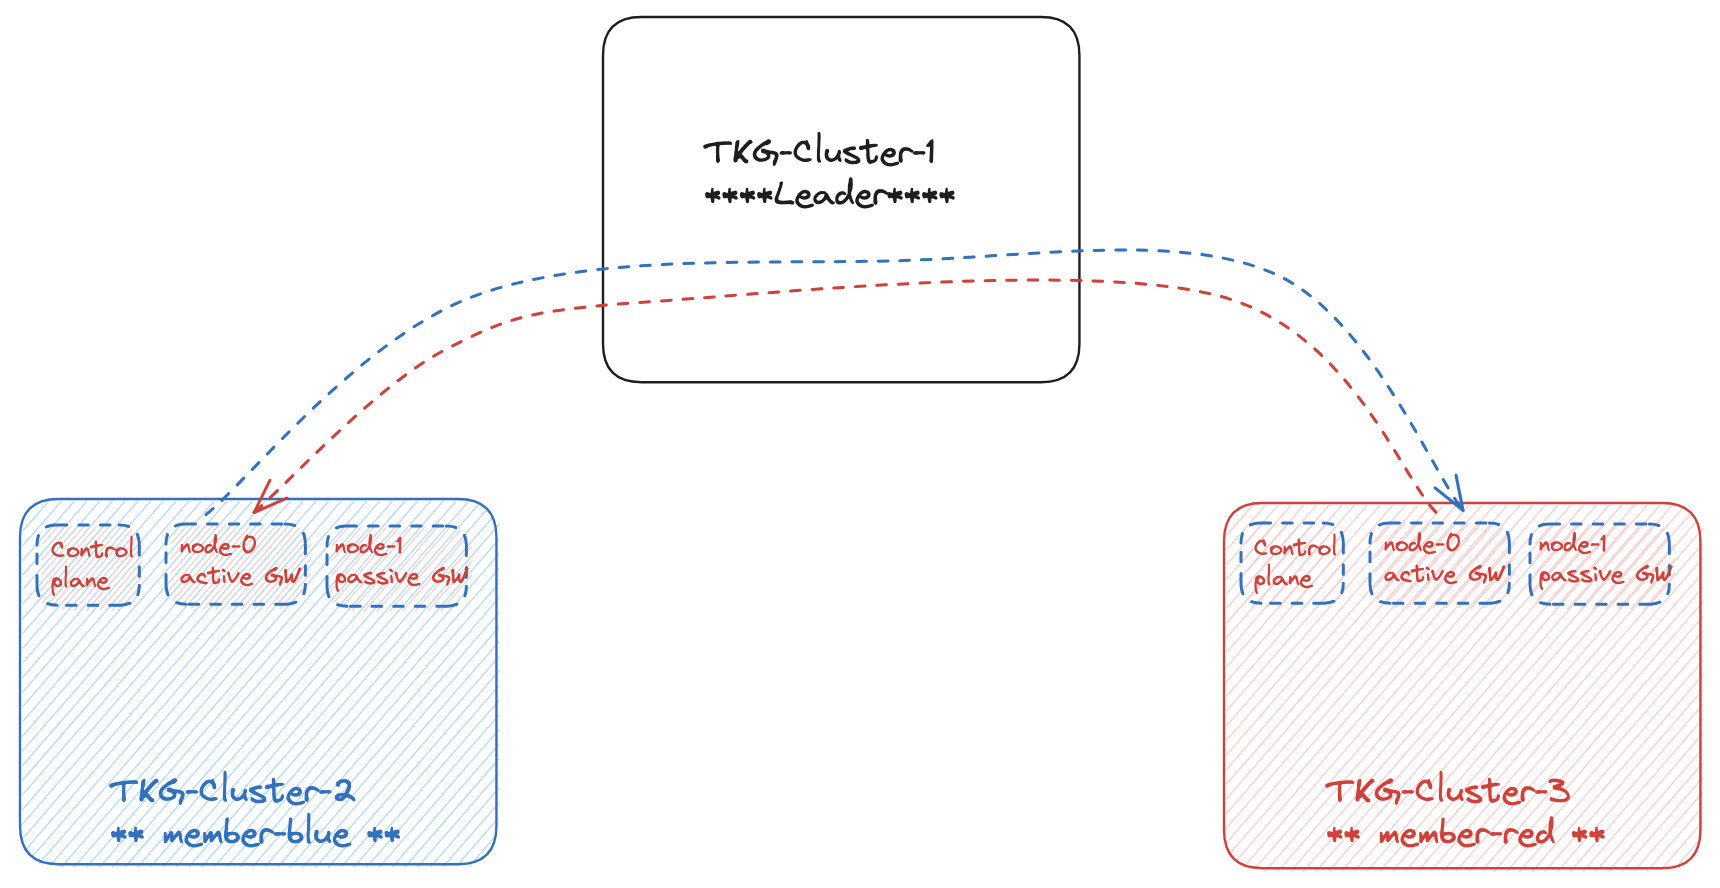 TKG-Cluster-1
****Leader****
Control
plane
node-0
active GW
node-1
passive GW
TKG-Cluster-2
** member-blue **
Control
plane
node-0
active GW
node-1
passive GW
TKG-Cluster-3
** member-red **